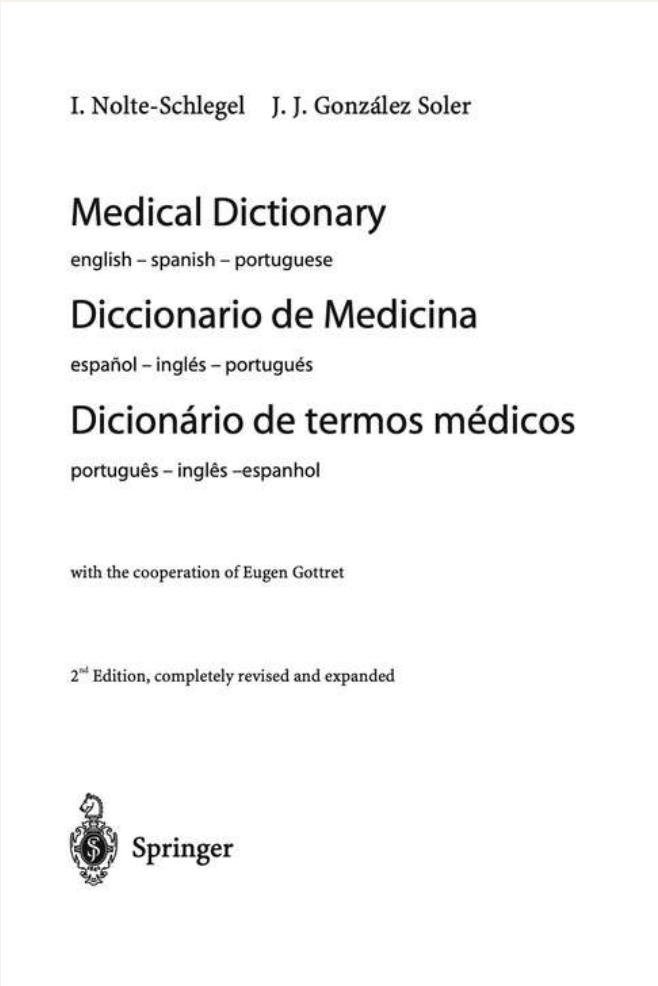 I. Nolte-Schlegel J. J. González Soler
Medical Dictionary
english – spanish – portuguese
Diccionario de Medicina
español – inglés – portugués
Dicionário de termos médicos
português – inglês –espanhol
with the cooperation of Eugen Gottret
2nd Edition, completely revised and expanded
Springer